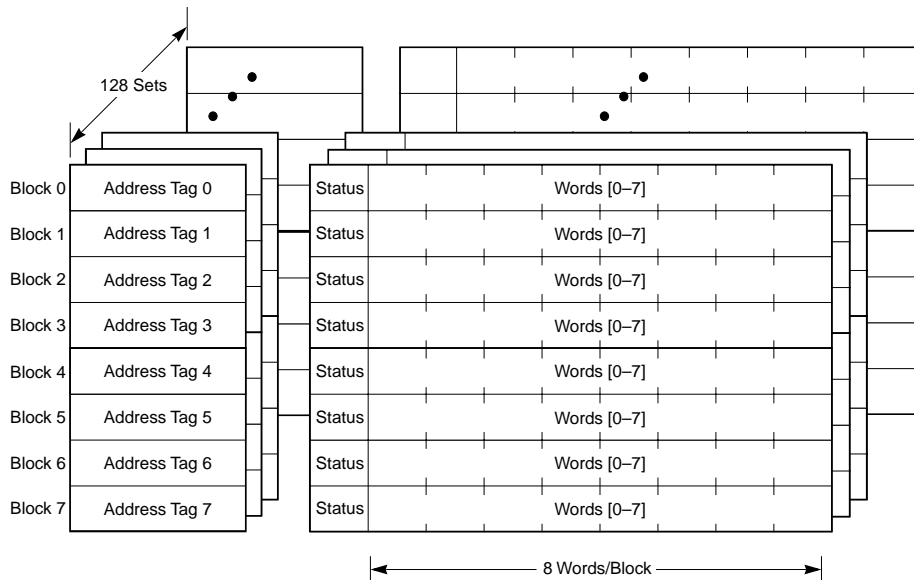 128 Sets
Block 0 Address Tag 0 Status Words [0–7]
Block 1 Address Tag 1 Status Words [0–7]
Block 2 Address Tag 2 Status Words [0–7]
Block 3 Address Tag 3 Status Words [0–7]
Block 4 Address Tag 4 Status Words [0–7]
Block 5 Address Tag 5 Status Words [0–7]
Block 6 Address Tag 6 Status Words [0–7]
Block 7 Address Tag 7 Status Words [0–7]
8 Words/Block